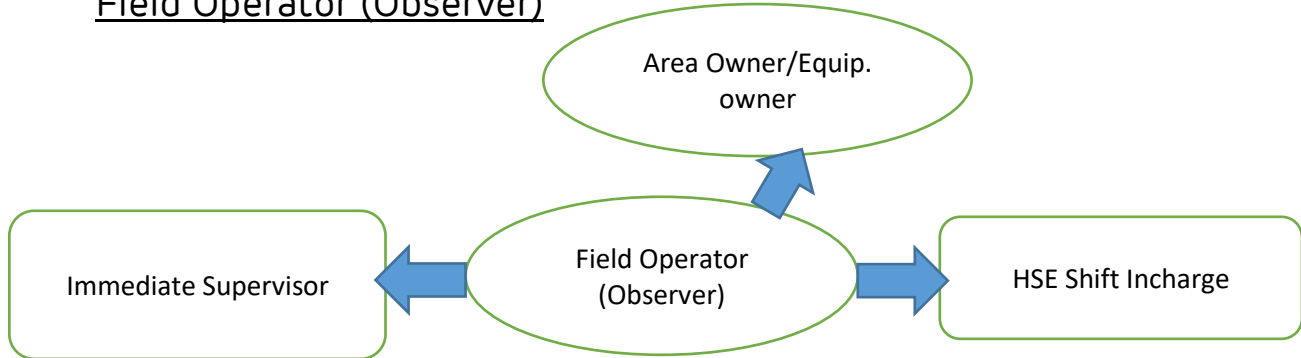 Field Operator (Observer)
Area Owner/Equip.
owner
Immediate Supervisor
Field Operator
(Observer)
HSE Shift Incharge